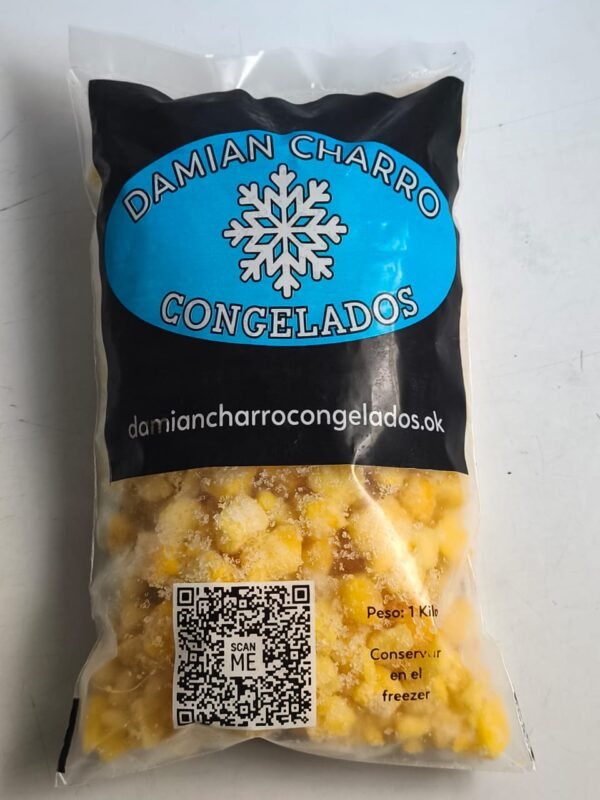 DAMIAN CHARRO
CONGELADOS
damiancharrocongelados.ok
SCAN
ME
Peso: 1 Kilo
Conservar
en el
freezer